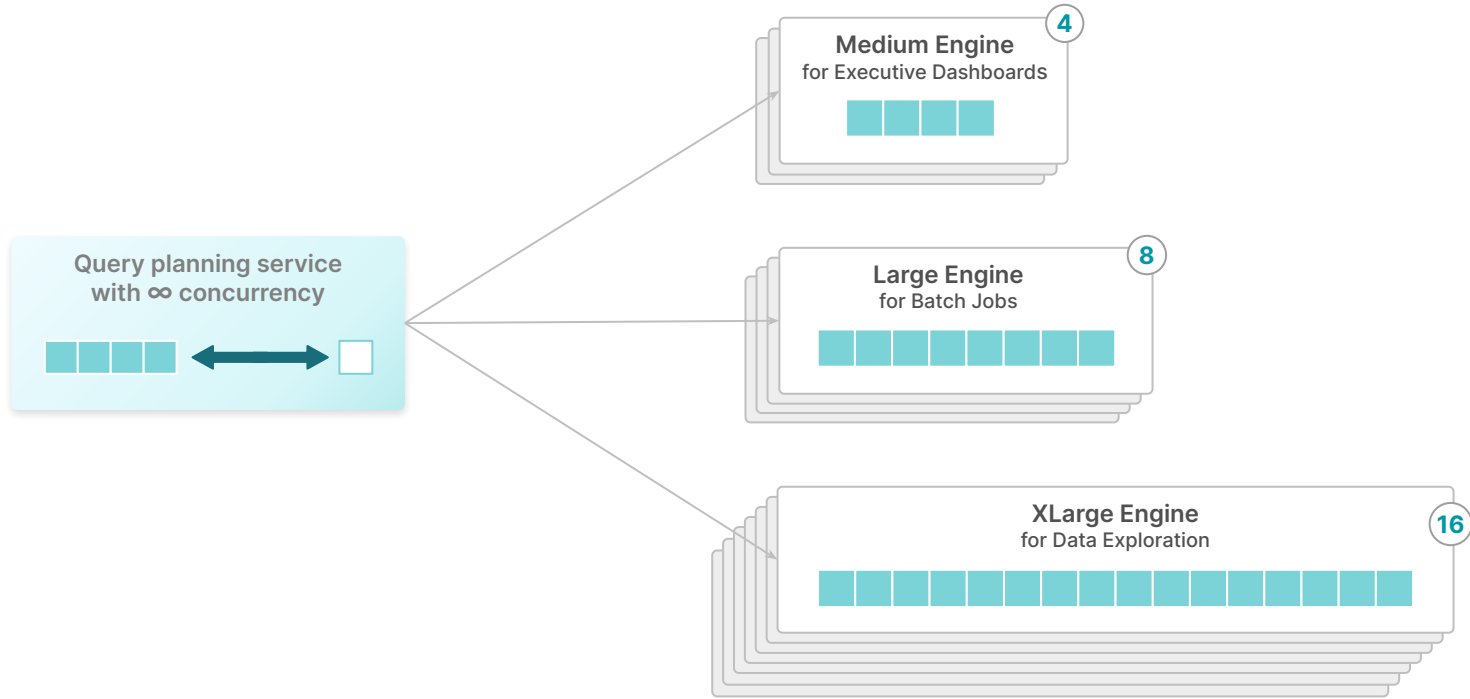 4
Medium Engine
for Executive Dashboards
Query planning service
with ∞ concurrency
8
Large Engine
for Batch Jobs
XLarge Engine
for Data Exploration
16